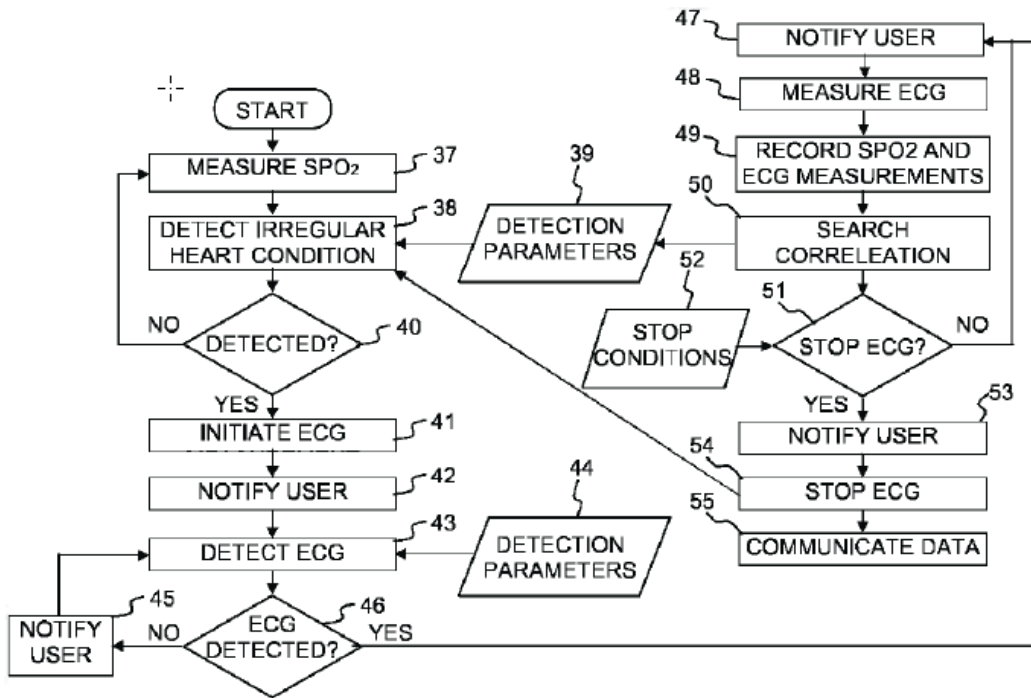 START
MEASURE SPO2
37
DETECT IRREGULAR
HEART CONDITION
38
39
DETECTION
PARAMETERS
NO
DETECTED?
40
YES
INITIATE ECG
41
NOTIFY USER
42
DETECT ECG
43
44
DETECTION
PARAMETERS
45
NOTIFY
USER
NO
ECG
DETECTED?
46
YES
47
NOTIFY USER
48
MEASURE ECG
49
RECORD SPO2 AND
ECG MEASUREMENTS
50
SEARCH
CORRELEATION
52
STOP
CONDITIONS
51
STOP ECG?
NO
YES
53
NOTIFY USER
54
STOP ECG
55
COMMUNICATE DATA